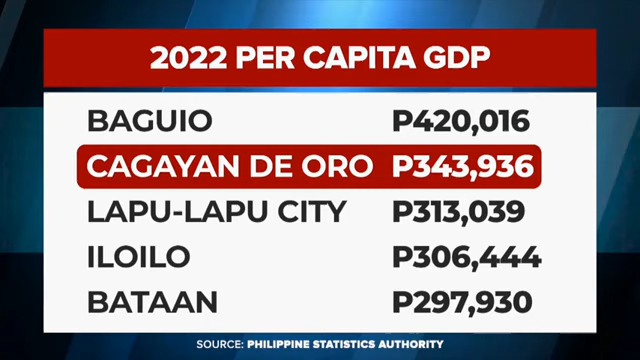 2022 PER CAPITA GDP
BAGUIO P420,016
CAGAYAN DE ORO P343,936
LAPU-LAPU CITY P313,039
ILOILO P306,444
BATAAN P297,930
SOURCE: PHILIPPINE STATISTICS AUTHORITY